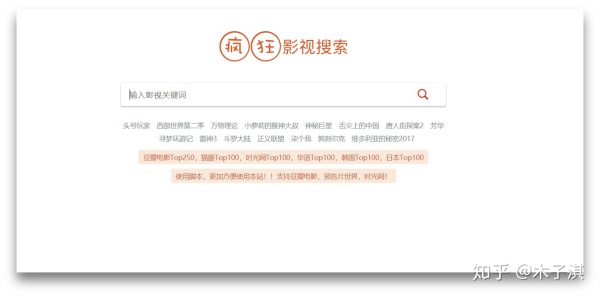 疯狂影视搜索
输入影视关键词
头号玩家 西部世界第二季 万物理论 小萝莉的猴神大叔 神秘巨星 舌尖上的中国 唐人街探案2 芳华
寻梦环游记 雷神3 斗罗大陆 正义联盟 柒个我 敦刻尔克 维多利亚的秘密2017
豆瓣电影Top250，猫眼Top100，时光网Top100，华语Top100，韩国Top100，日本Top100
使用脚本，更加方便使用本站！！支持豆瓣电影，预告片世界，时光网！
知乎 @木子淇